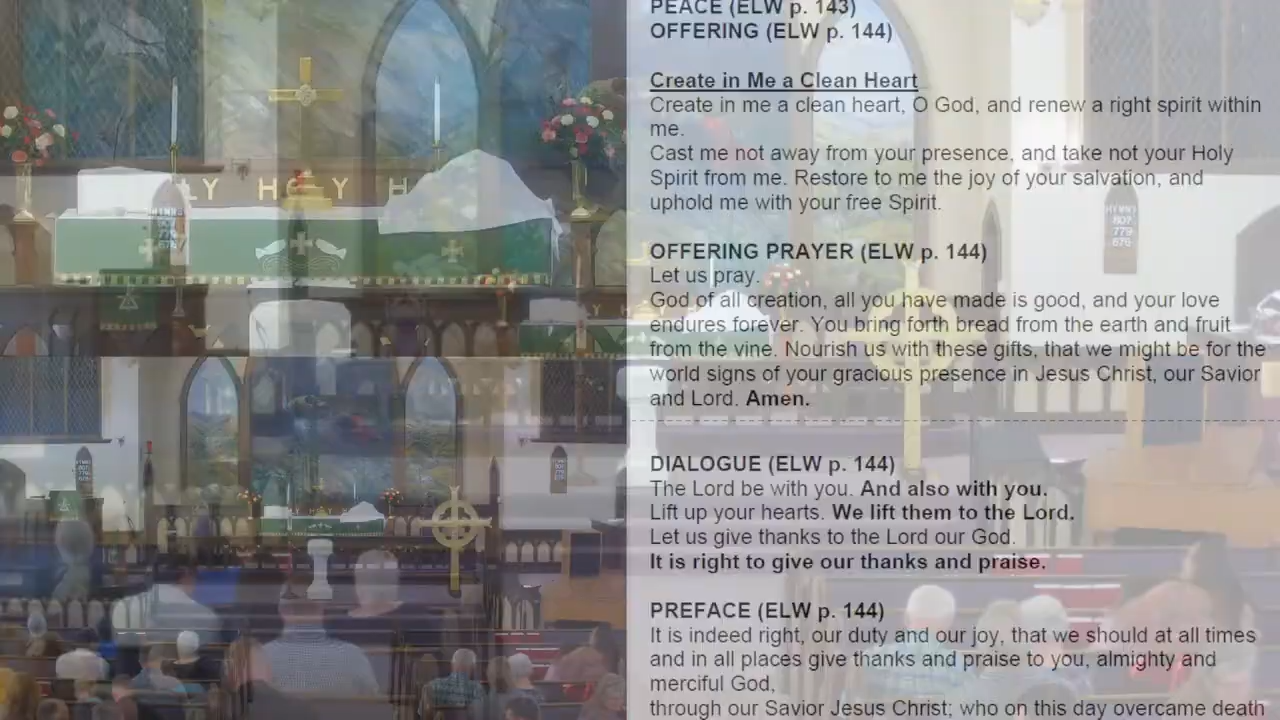 PEACE (ELW p. 143)
OFFERING (ELW p. 144)
Create in Me a Clean Heart
Create in me a clean heart, O God, and renew a right spirit within
me.
Cast me not away from your presence, and take not your Holy
Spirit from me. Restore to me the joy of your salvation, and
uphold me with your free Spirit.
OFFERING PRAYER (ELW p. 144)
Let us pray.
God of all creation, all you have made is good, and your love
endures forever. You bring forth bread from the earth and fruit
from the vine. Nourish us with these gifts, that we might be for the
world signs of your gracious presence in Jesus Christ, our Savior
and Lord. Amen.
DIALOGUE (ELW p. 144)
The Lord be with you. And also with you.
Lift up your hearts. We lift them to the Lord.
Let us give thanks to the Lord our God.
It is right to give our thanks and praise.
PREFACE (ELW p. 144)
It is indeed right, our duty and our joy, that we should at all times
and in all places give thanks and praise to you, almighty and
merciful God,
through our Savior Jesus Christ; who on this day overcame death
LY HOLY H
HYMNS
807
779
676
HYMNS
807
779
676